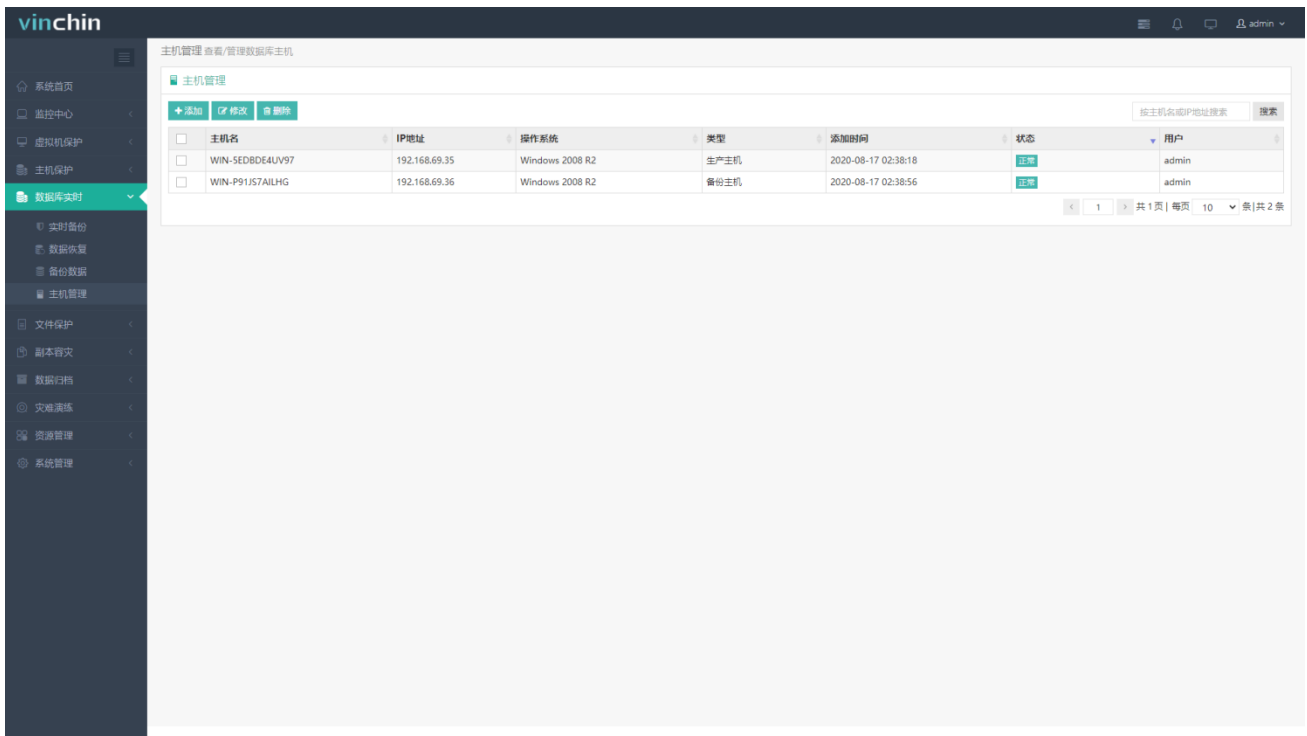 vinchin
admin
主机管理 查看/管理数据库主机
系统首页
监控中心
虚拟机保护
主机保护
数据库实时
实时备份
数据恢复
备份数据
主机管理
文件保护
副本容灾
数据归档
灾难演练
资源管理
系统管理
主机管理
添加 修改 删除
按主机名或IP地址搜索 搜索
主机名 IP地址 操作系统 类型 添加时间 状态 用户
WIN-SEDBDE4UV97 192.168.69.35 Windows 2008 R2 生产主机 2020-08-17 02:38:18 正常 admin
WIN-P91JS7AILHG 192.168.69.36 Windows 2008 R2 备份主机 2020-08-17 02:38:56 正常 admin
< 1 > 共 1 页 | 每页 10 条|共 2 条